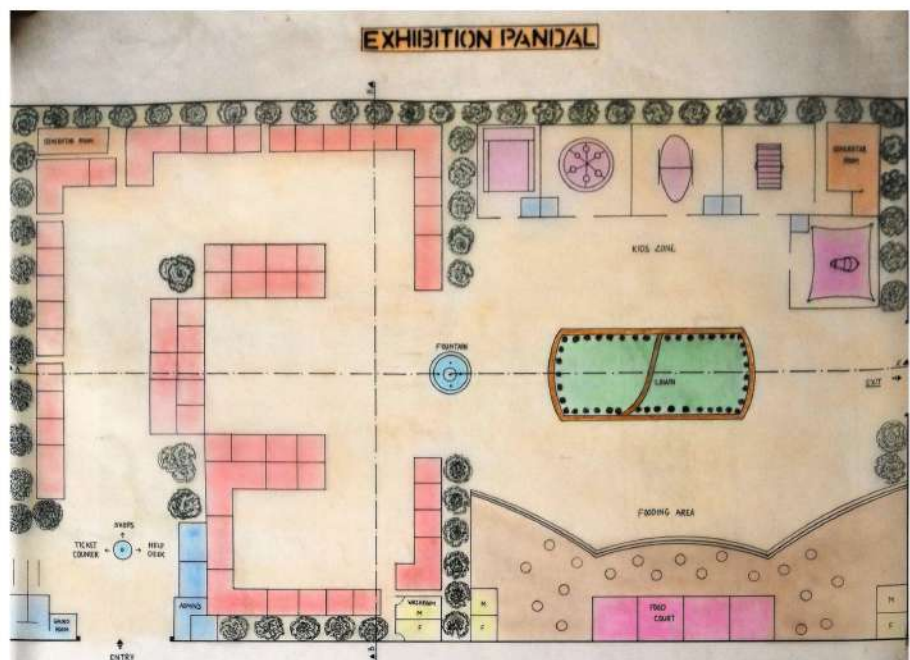 EXHIBITION PANDAL
GENERATOR ROOM
GENERATOR
ROOM
KIDS ZONE
FOUNTAIN
LAWN
EXIT
SHOPS
TICKET
COUNTER
HELP
DESK
FOODING AREA
ADMINS
WASHROOM
M
F
M
F
FOOD
COURT
M
F
ROOM
ENTRY